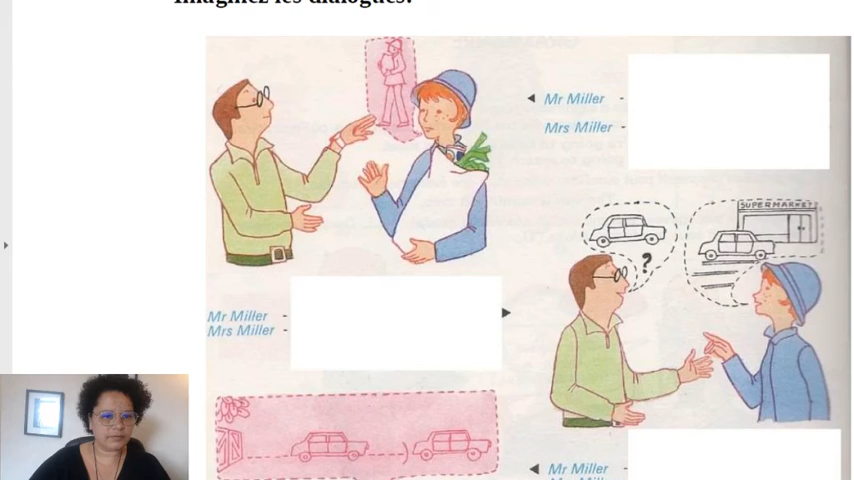 Imaginez les dialogues.
Mr Miller -
Mrs Miller -
SUPERMARKET
?
Mr Miller -
Mrs Miller -
Mr Miller -